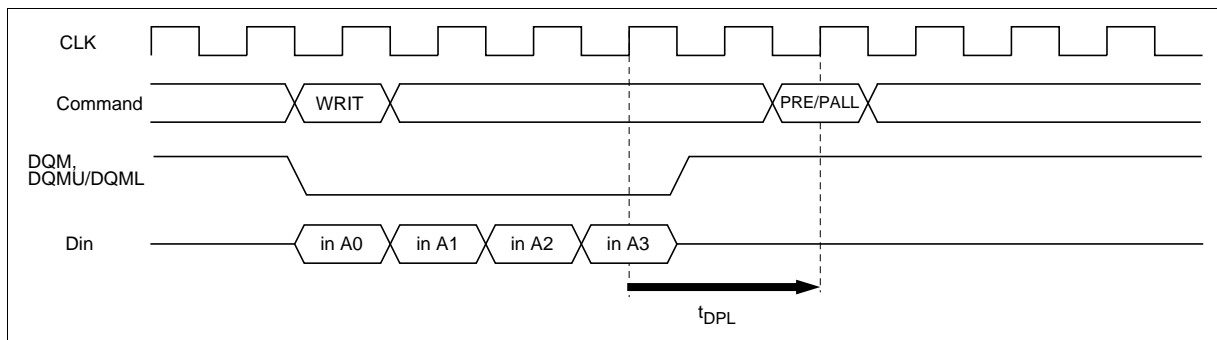 CLK
Command
WRIT
PRE/PALL
DQM,
DQMU/DQML
Din
in A0
in A1
in A2
in A3
tDPL